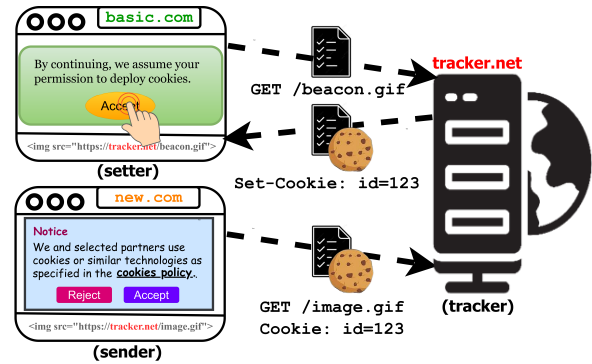 basic.com
By continuing, we assume your
permission to deploy cookies.
Accept
<img src="https://tracker.net/beacon.gif">
(setter)
GET /beacon.gif
Set-Cookie: id=123
tracker.net
(tracker)
new.com
Notice
We and selected partners use
cookies or similar technologies as
specified in the cookies policy.
Reject Accept
<img src="https://tracker.net/image.gif">
(sender)
GET /image.gif
Cookie: id=123